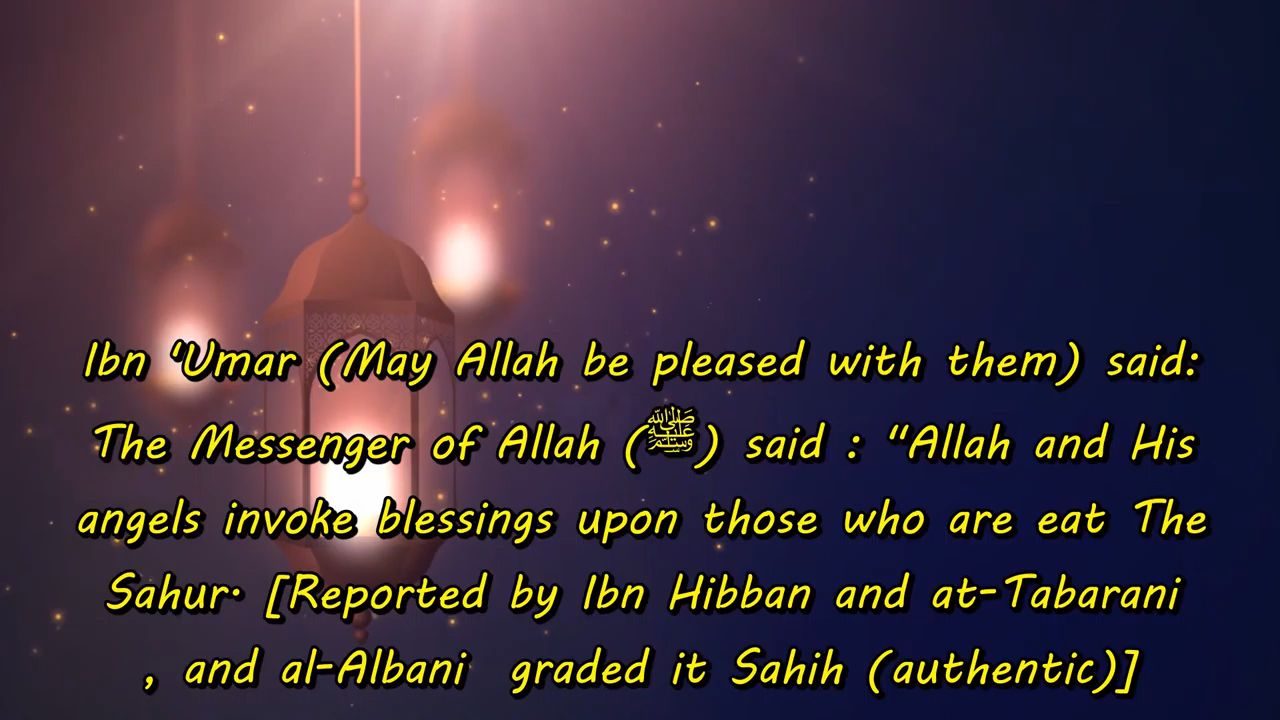 Ibn 'Umar (May Allah be pleased with them) said:
The Messenger of Allah (ﷺ) said : “Allah and His
angels invoke blessings upon those who are eat The
Sahur· [Reported by Ibn Hibban and at-Tabarani
, and al-Albani graded it Sahih (authentic)]